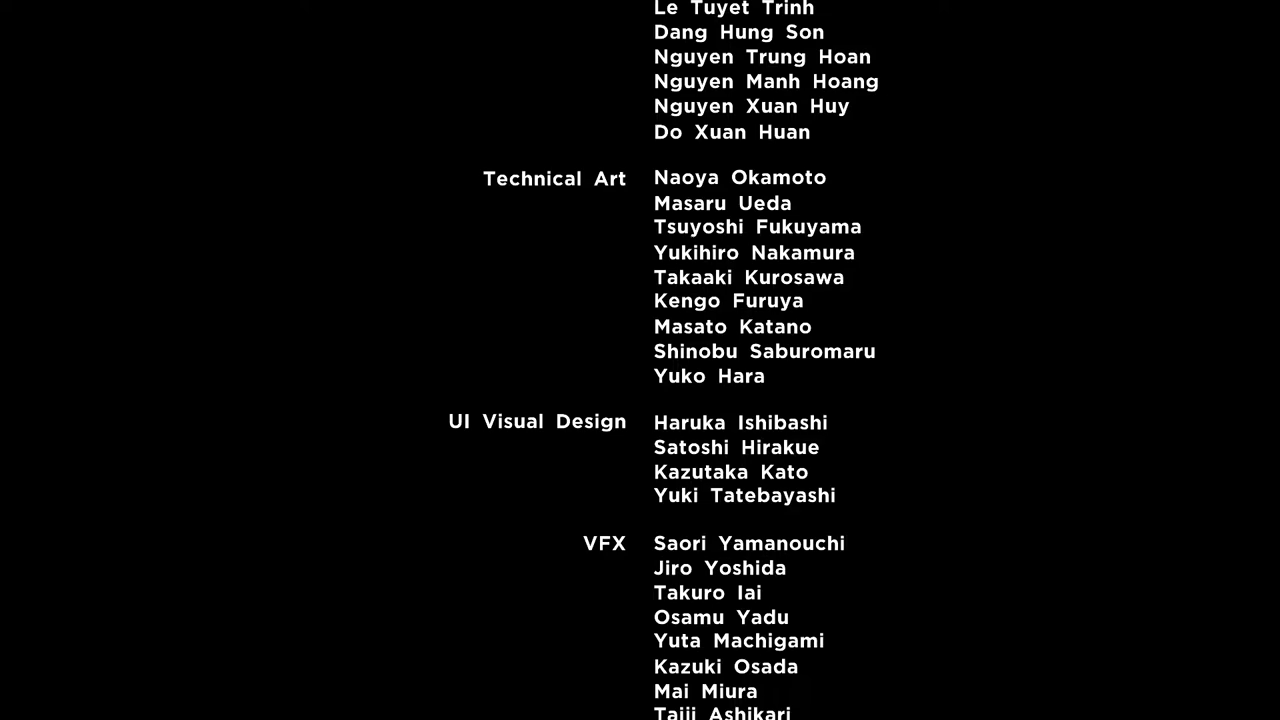 Le Tuyet Trinh
Dang Hung Son
Nguyen Trung Hoan
Nguyen Manh Hoang
Nguyen Xuan Huy
Do Xuan Huan
Technical Art Naoya Okamoto
Masaru Ueda
Tsuyoshi Fukuyama
Yukihiro Nakamura
Takaaki Kurosawa
Kengo Furuya
Masato Katano
Shinobu Saburomaru
Yuko Hara
UI Visual Design Haruka Ishibashi
Satoshi Hirakue
Kazutaka Kato
Yuki Tatebayashi
VFX Saori Yamanouchi
Jiro Yoshida
Takuro Iai
Osamu Yadu
Yuta Machigami
Kazuki Osada
Mai Miura
Taiji Ashikari